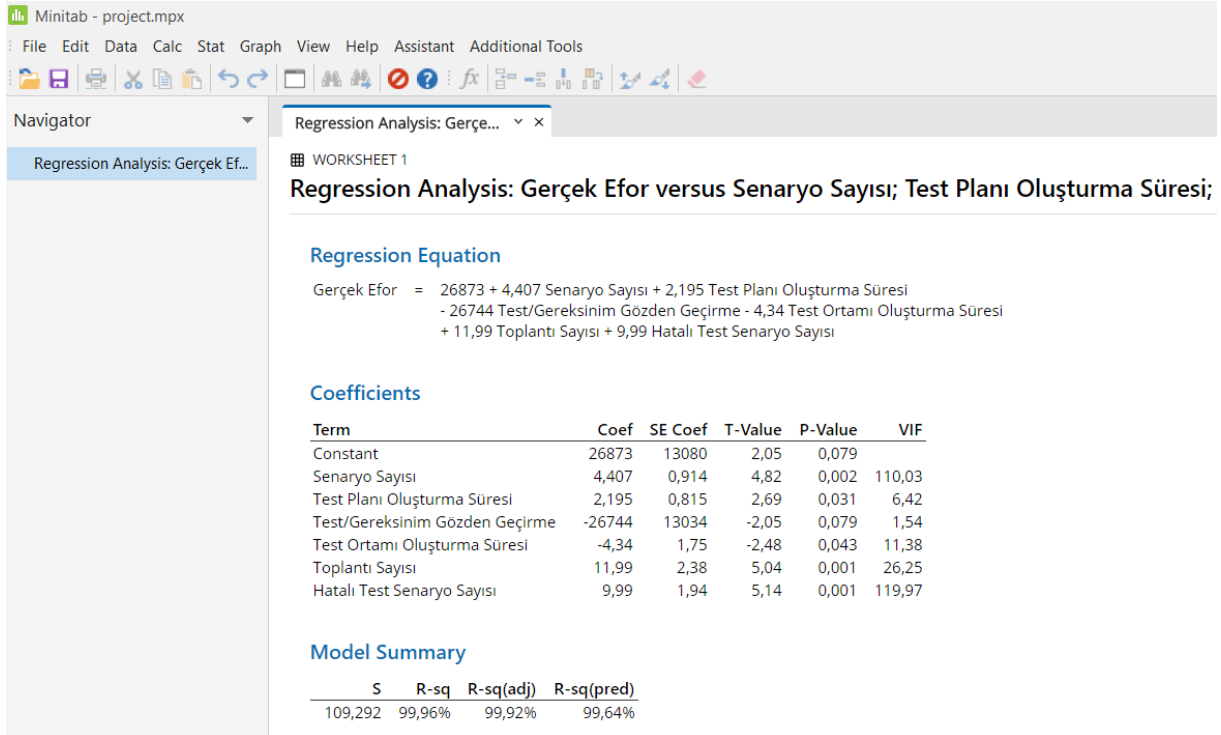 Minitab - project.mpx
File Edit Data Calc Stat Graph View Help Assistant Additional Tools
fx
Navigator
Regression Analysis: Gerçek Ef...
Regression Analysis: Gerçe...
WORKSHEET 1
Regression Analysis: Gerçek Efor versus Senaryo Sayısı; Test Planı Oluşturma Süresi;
Regression Equation
Gerçek Efor = 26873 + 4,407 Senaryo Sayısı + 2,195 Test Planı Oluşturma Süresi
- 26744 Test/Gereksinim Gözden Geçirme - 4,34 Test Ortamı Oluşturma Süresi
+ 11,99 Toplantı Sayısı + 9,99 Hatalı Test Senaryo Sayısı
Coefficients
Term Coef SE Coef T-Value P-Value VIF
Constant 26873 13080 2,05 0,079
Senaryo Sayısı 4,407 0,914 4,82 0,002 110,03
Test Planı Oluşturma Süresi 2,195 0,815 2,69 0,031 6,42
Test/Gereksinim Gözden Geçirme -26744 13034 -2,05 0,079 1,54
Test Ortamı Oluşturma Süresi -4,34 1,75 -2,48 0,043 11,38
Toplantı Sayısı 11,99 2,38 5,04 0,001 26,25
Hatalı Test Senaryo Sayısı 9,99 1,94 5,14 0,001 119,97
Model Summary
S R-sq R-sq(adj) R-sq(pred)
109,292 99,96% 99,92% 99,64%